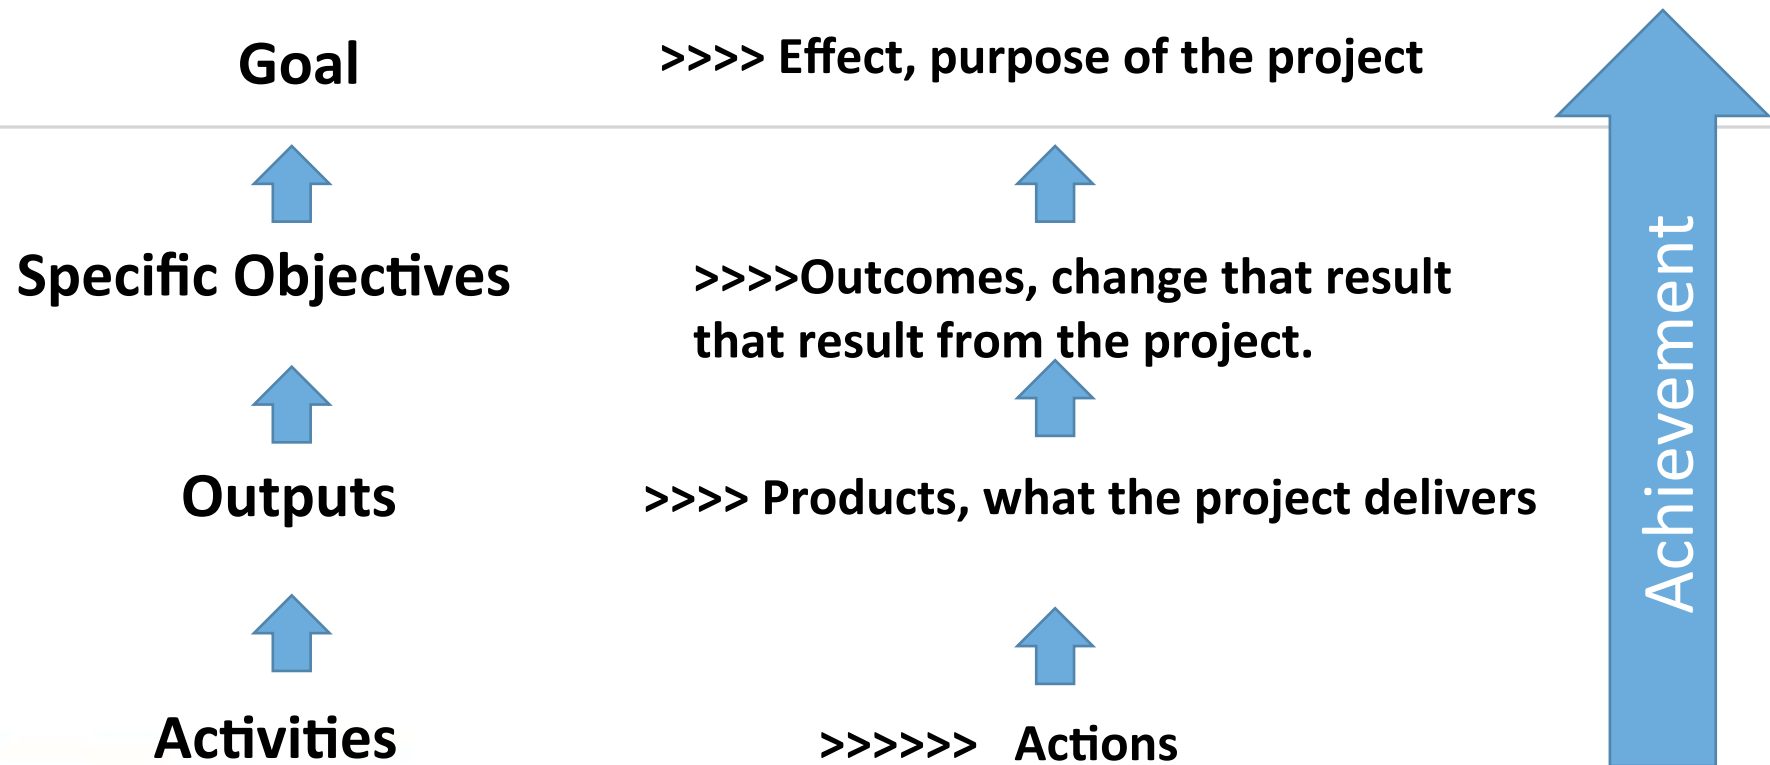 Goal >>>> Effect, purpose of the project
Specific Objectives >>>>Outcomes, change that result
that result from the project.
Outputs >>>> Products, what the project delivers
Activities >>>>>> Actions
Achievement